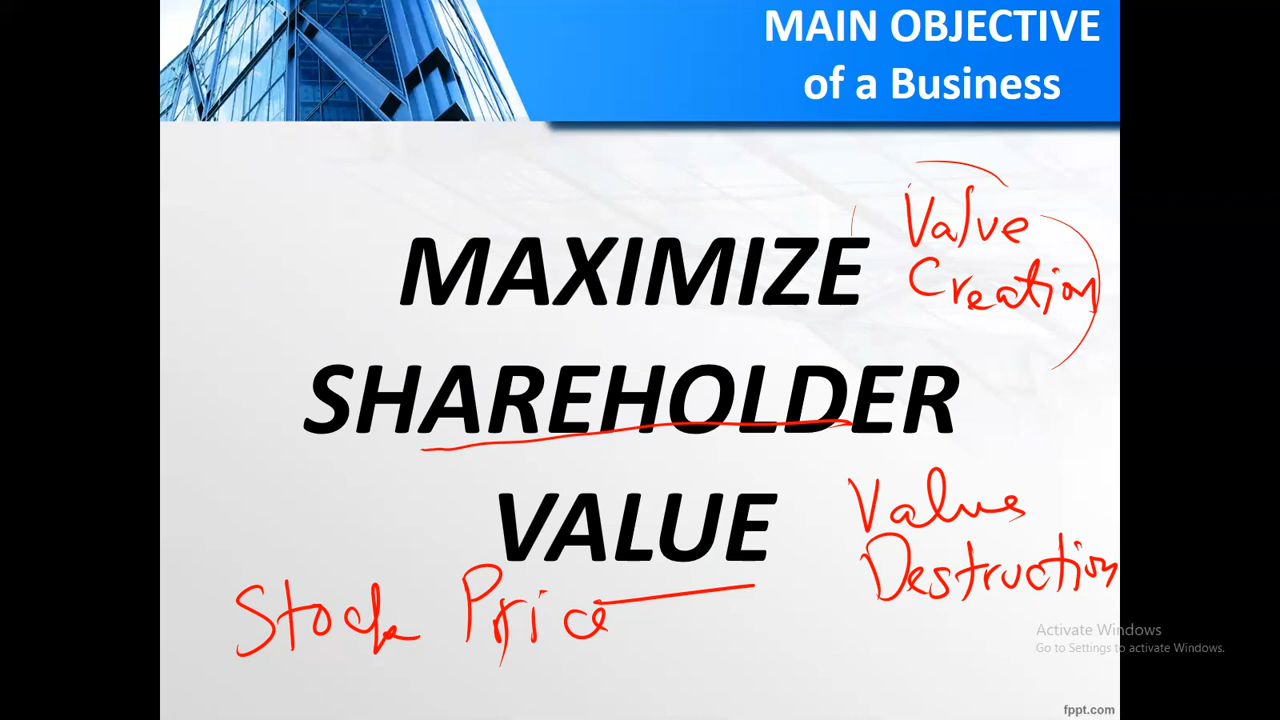 MAIN OBJECTIVE
of a Business
Value
Creation
MAXIMIZE
SHAREHOLDER
VALUE
Value
Destruction
Stock Price
Activate Windows
Go to Settings to activate Windows.
fppt.com